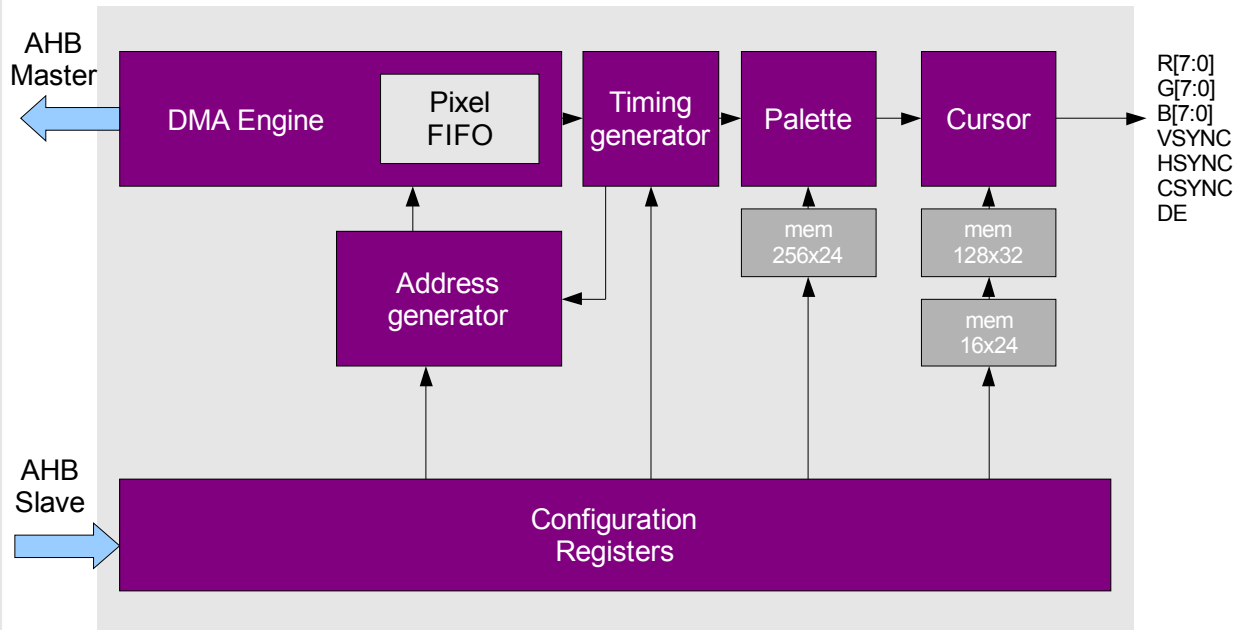 AHB
Master
DMA Engine
Pixel
FIFO
Timing
generator
Palette
Cursor
R[7:0]
G[7:0]
B[7:0]
VSYNC
HSYNC
CSYNC
DE
mem
256x24
mem
128x32
Address
generator
mem
16x24
AHB
Slave
Configuration
Registers